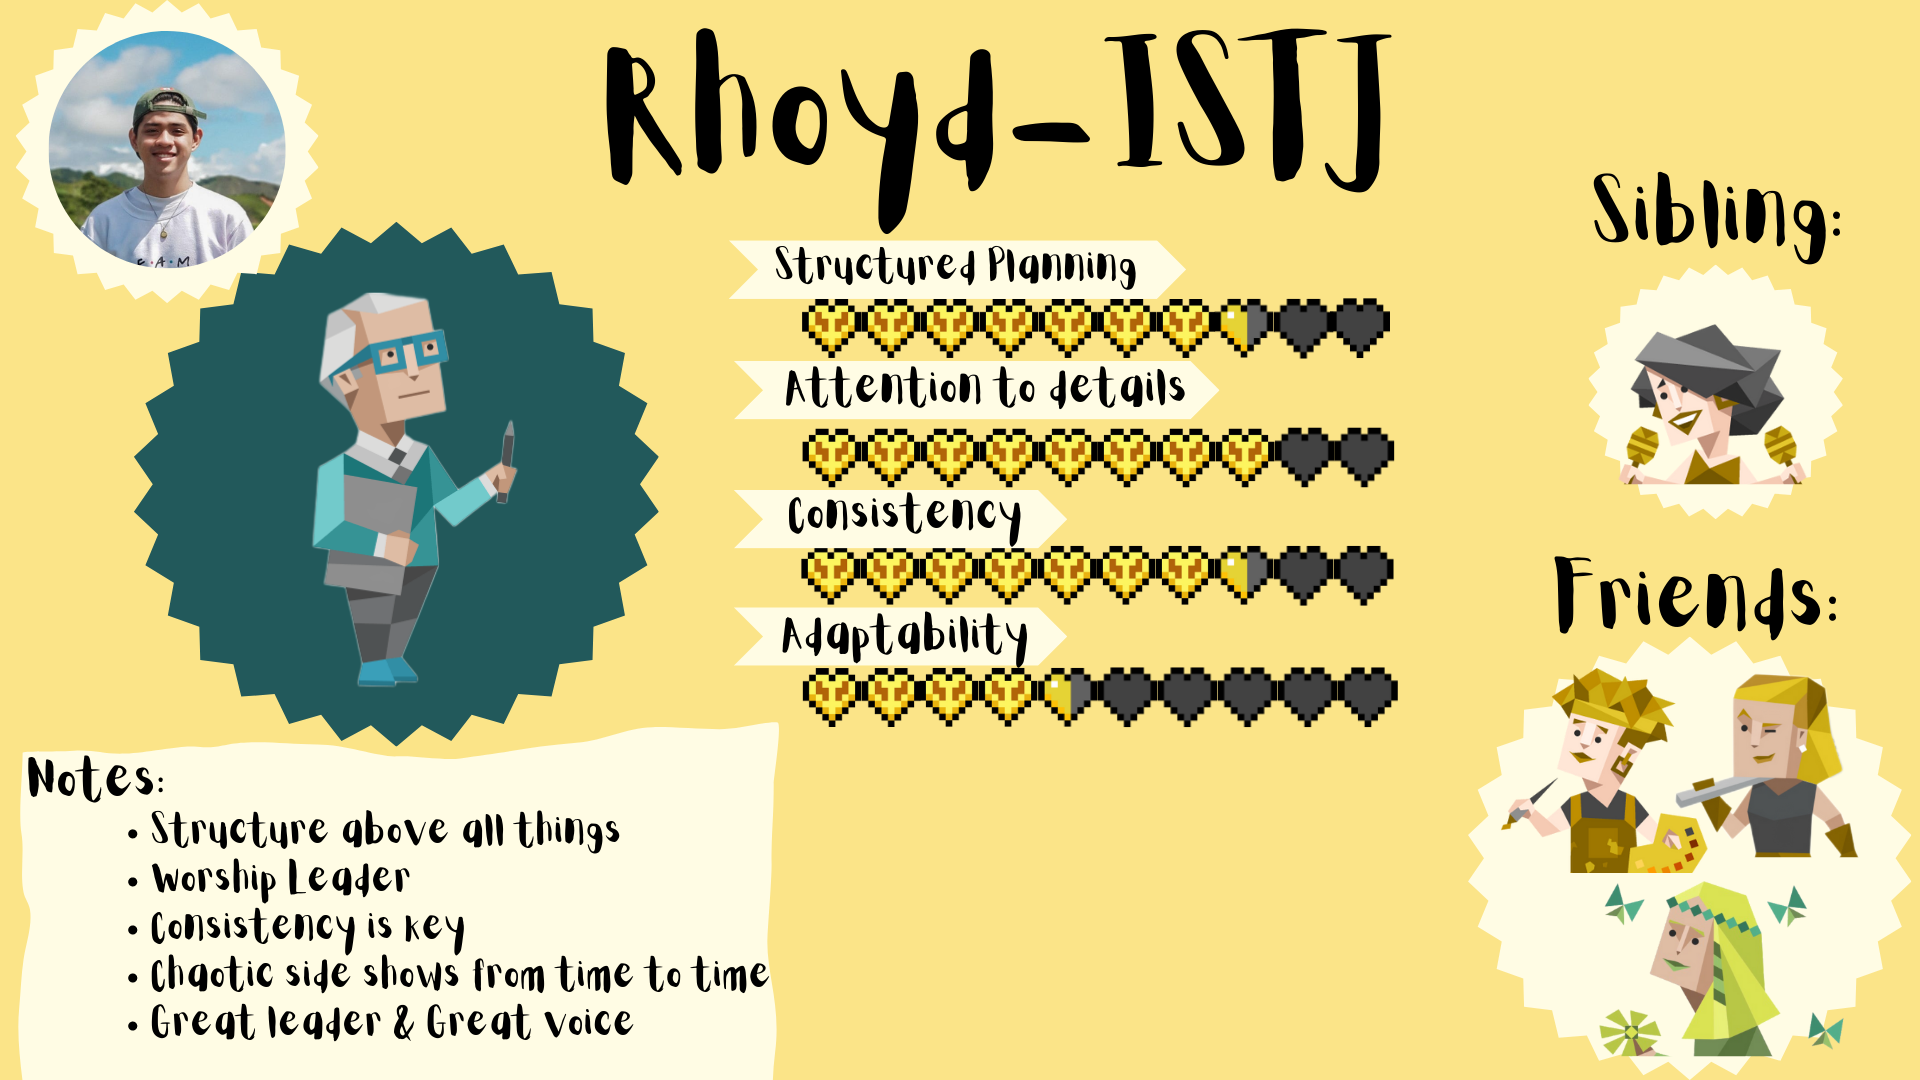 Rhoyd-ISTJ
C.A.M
Sibling:
Structured Planning
Attention to details
Consistency
Adaptability
Friends:
Notes:
• Structure above all things
• Worship Leader
• Consistency is key
• Chaotic side shows from time to time
• Great leader & Great voice